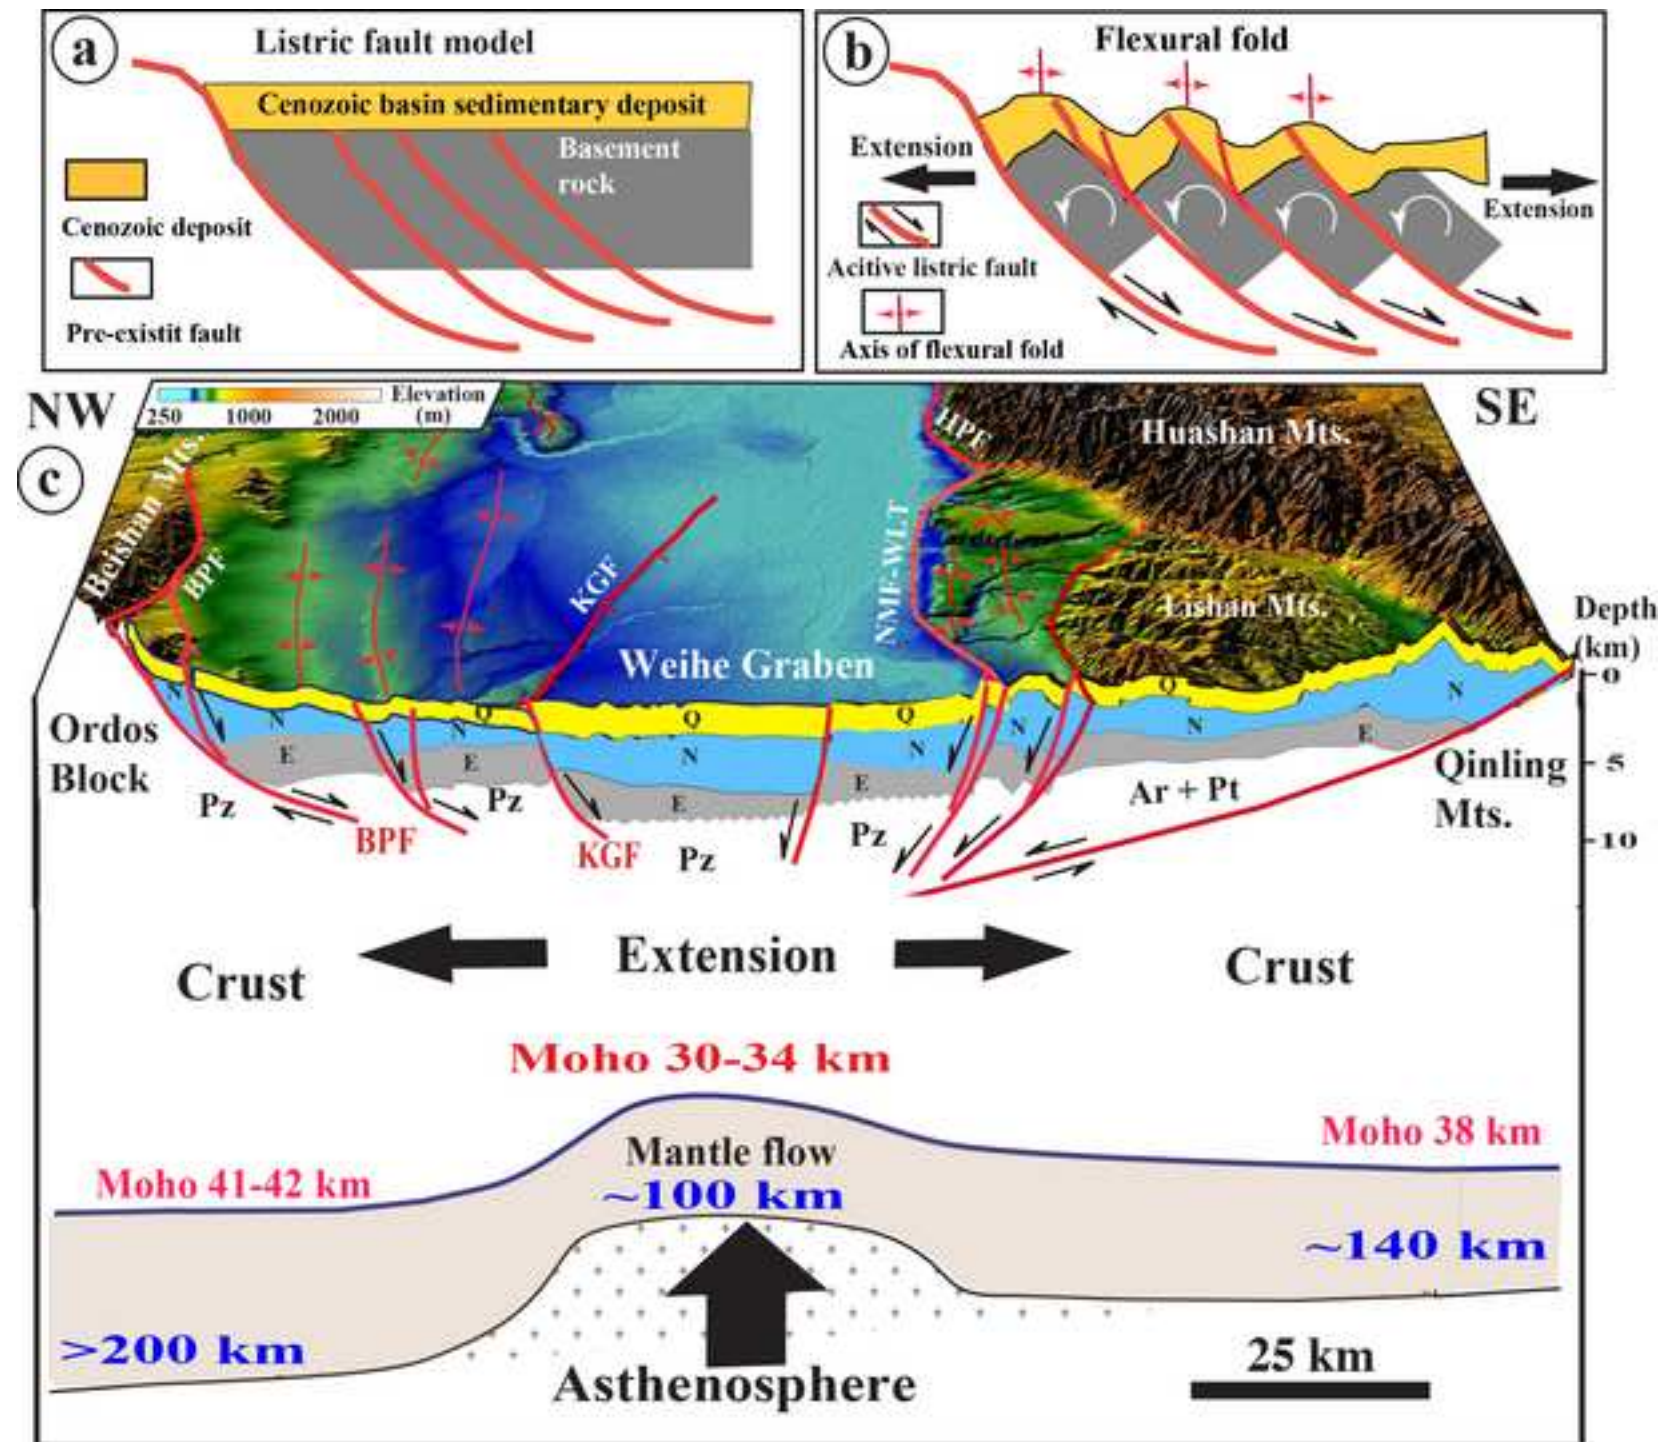 a
Listric fault model
Cenozoic basin sedimentary deposit
Basement
rock
Cenozoic deposit
Pre-existit fault
b
Flexural fold
Extension
Extension
Acitive listric fault
Axis of flexural fold
NW
Elevation
250 1000 2000 (m)
SE
c
Beishan Mts.
BPF
KGF
NMF-WLT
HPF
Huashan Mts.
Lishan Mts.
Weihe Graben
Depth
(km)
0
5
10
Ordos
Block
Qinling
Mts.
N
N
E
Q
N
E
Q
N
E
Q
N
E
N
Q
N
N
E
Pz
BPF
Pz
KGF
Pz
Pz
Ar + Pt
Crust
Extension
Crust
Moho 30-34 km
Moho 41-42 km
Mantle flow
~100 km
Moho 38 km
~140 km
>200 km
Asthenosphere
25 km